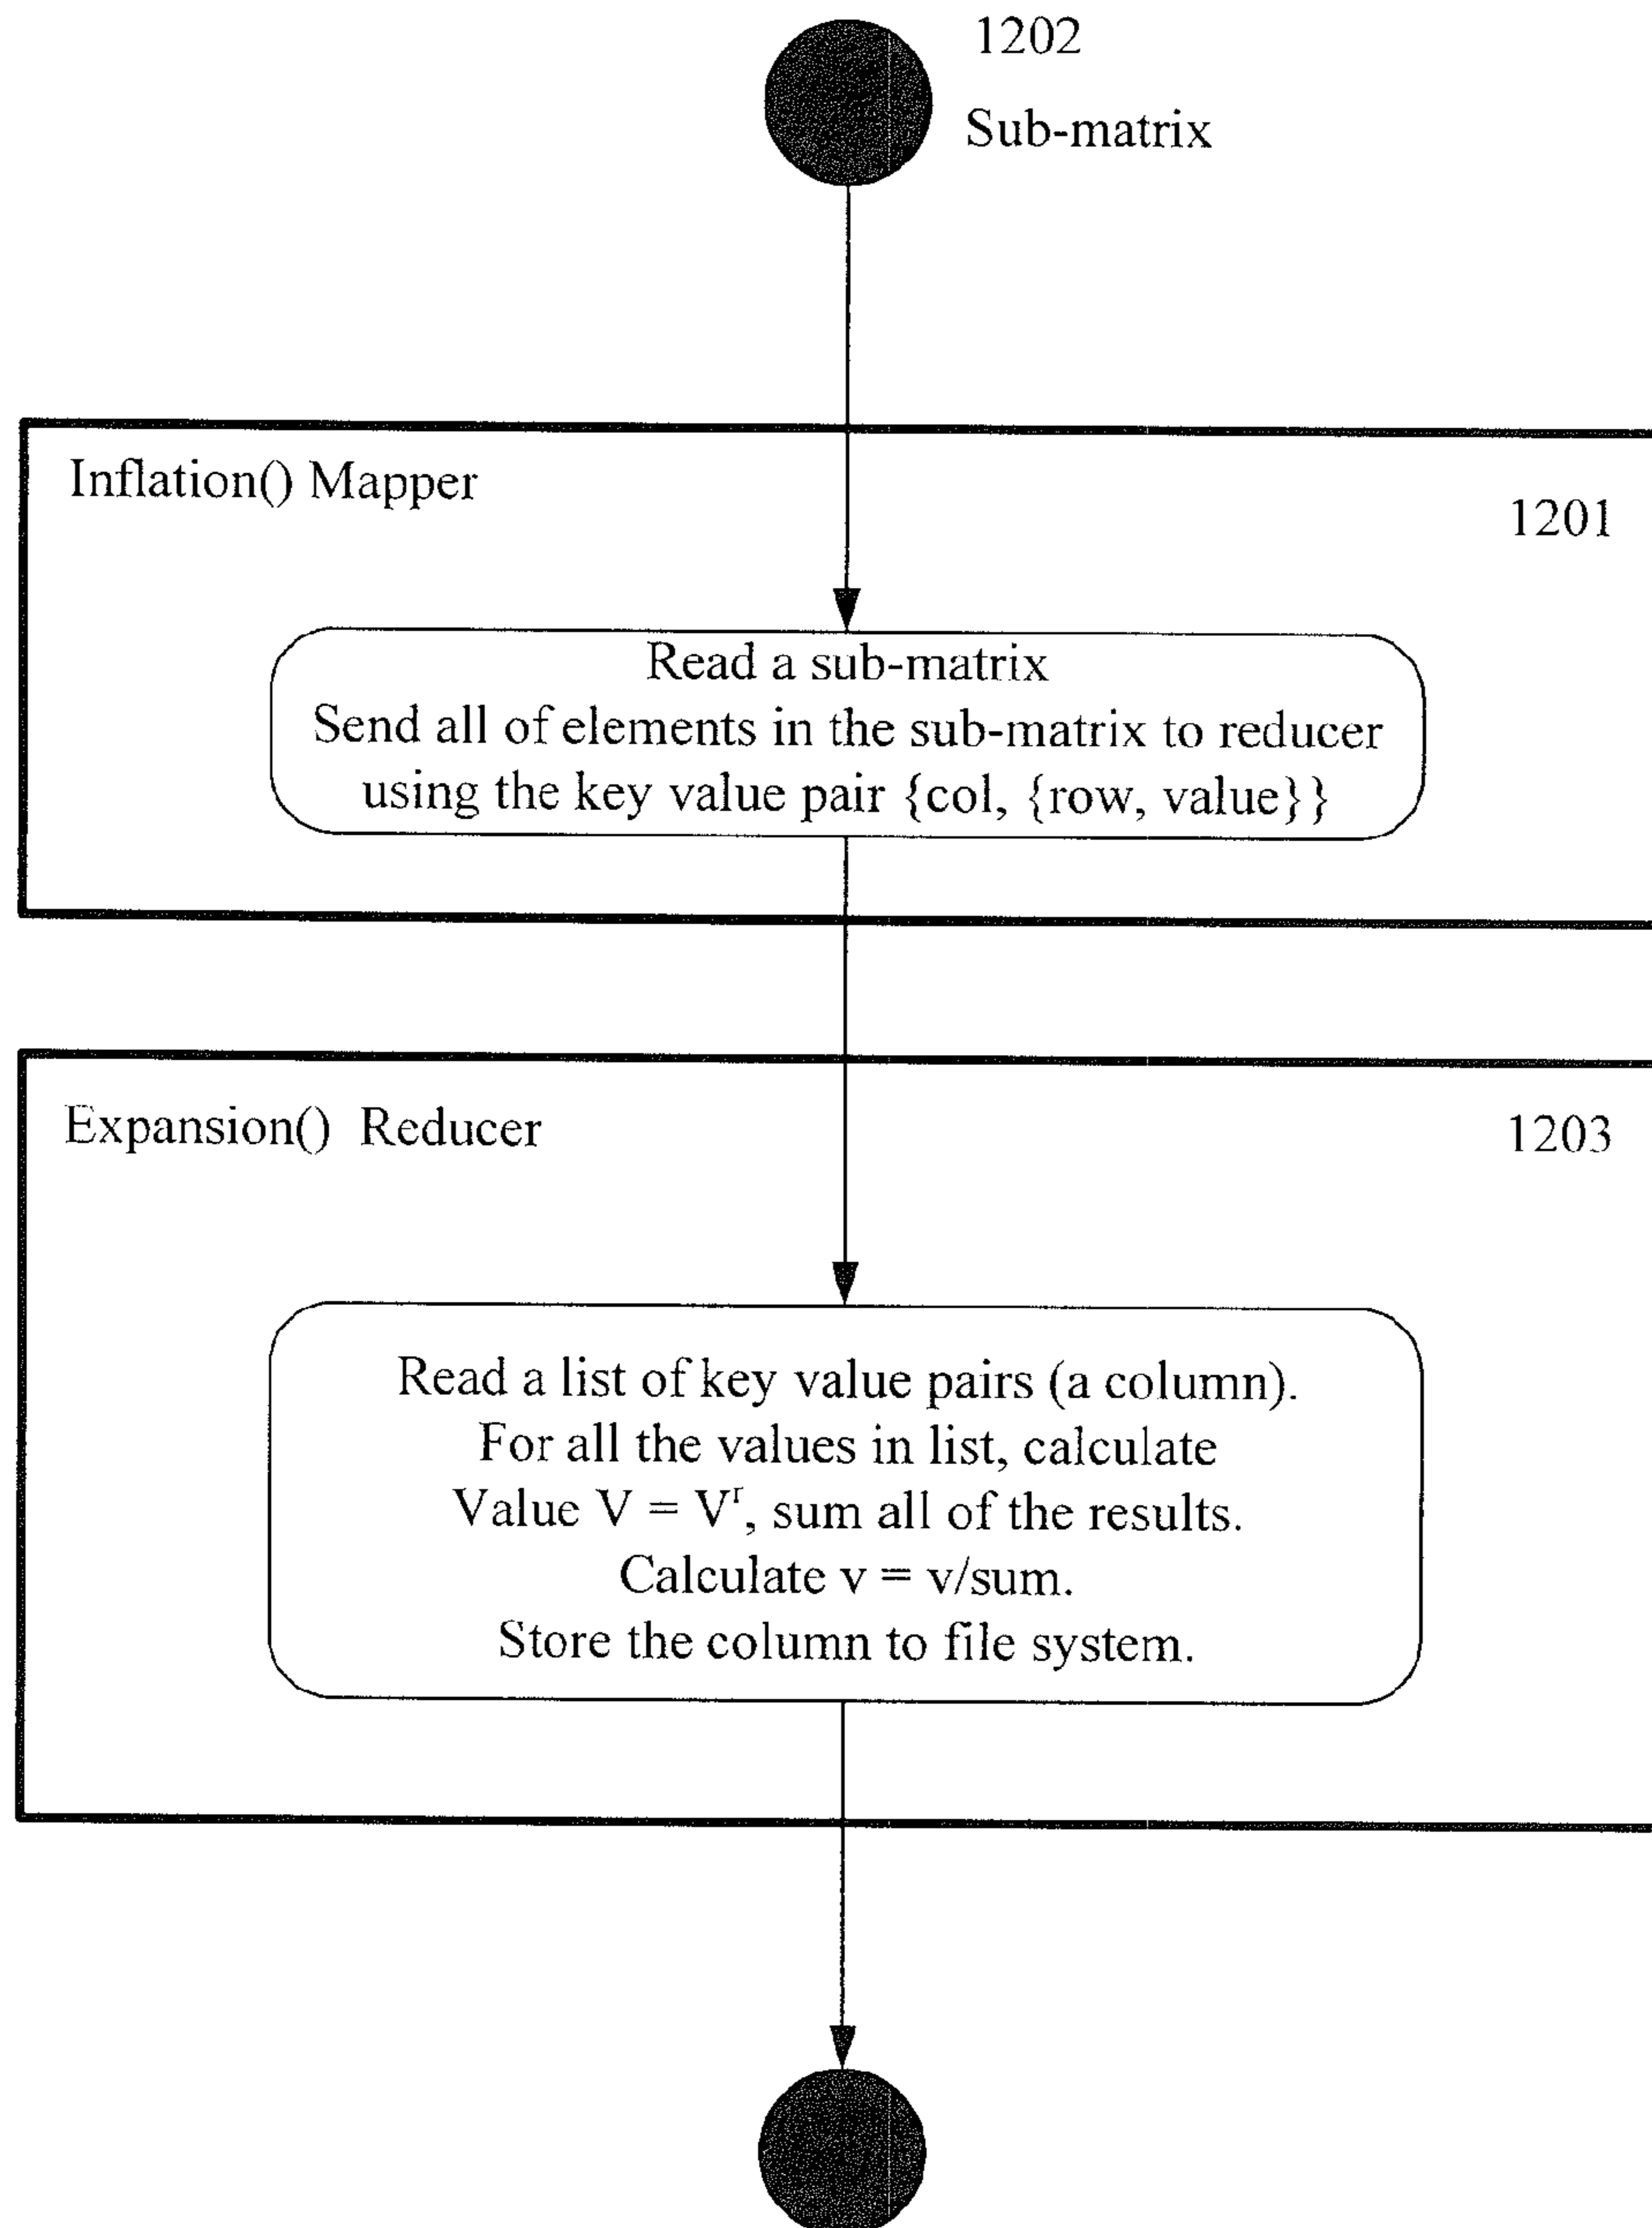 1202
Sub-matrix
Inflation() Mapper
1201
Read a sub-matrix
Send all of elements in the sub-matrix to reducer
using the key value pair {col, {row, value}}
Expansion() Reducer
1203
Read a list of key value pairs (a column).
For all the values in list, calculate
Value V = Vʳ, sum all of the results.
Calculate v = v/sum.
Store the column to file system.